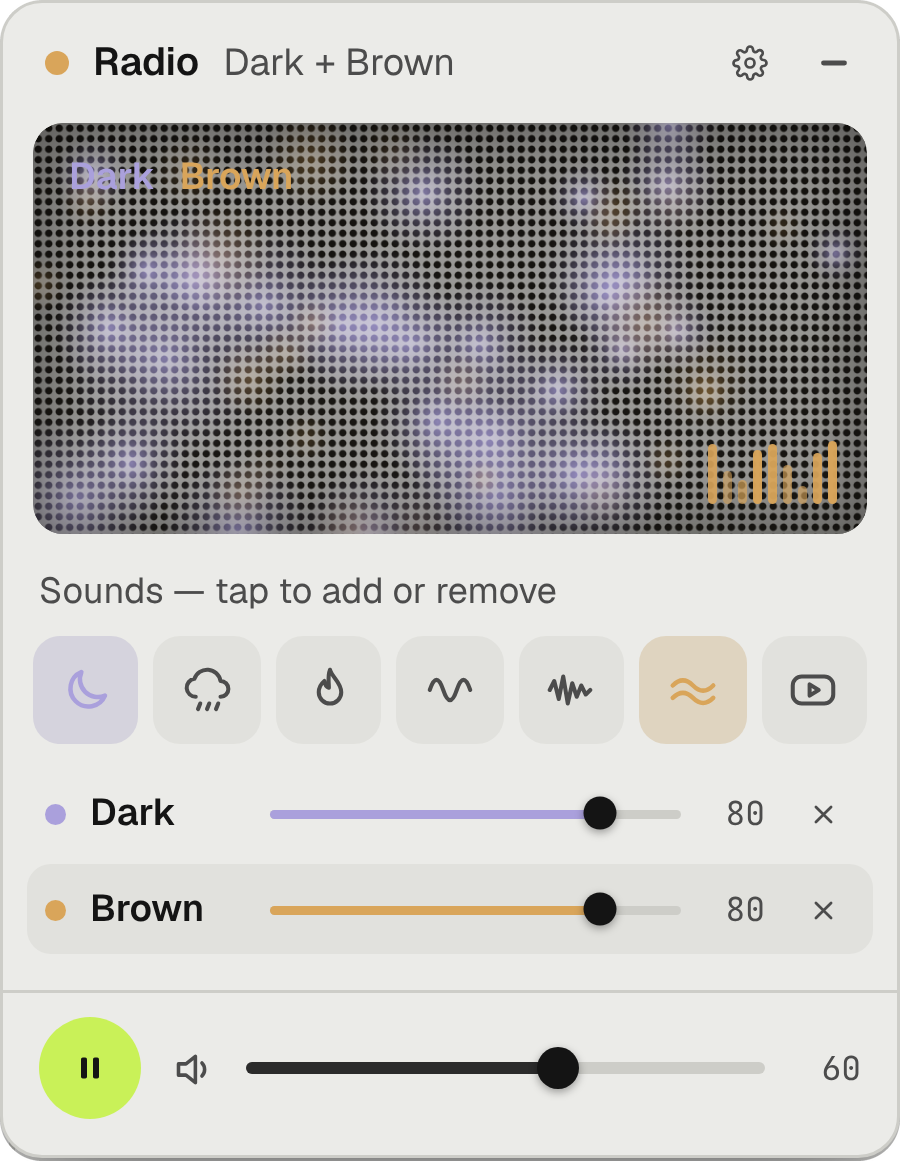 Radio Dark + Brown
Dark Brown
Sounds — tap to add or remove
Dark 80
Brown 80
60